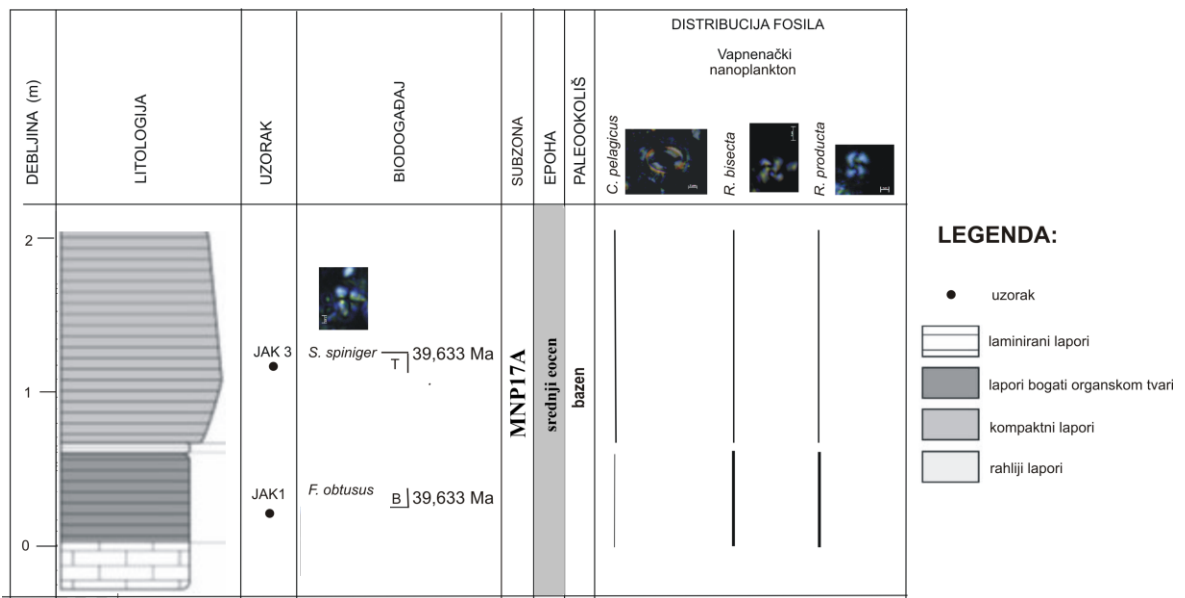 DEBLJINA (m)
LITOLOGIJA
UZORAK
BIODOGAĐAJ
SUBZONA
EPOHA
PALEOOKOLIŠ
DISTRIBUCIJA FOSILA
Vapnenački
nanoplankton
C. pelagicus
R. bisecta
R. producta
2
1
0
JAK 3
S. spiniger
T
39,633 Ma
JAK1
F. obtusus
B
39,633 Ma
MNP17A
srednji eocen
bazen
LEGENDA:
uzorak
laminirani lapori
lapori bogati organskom tvari
kompaktni lapori
rahliji lapori